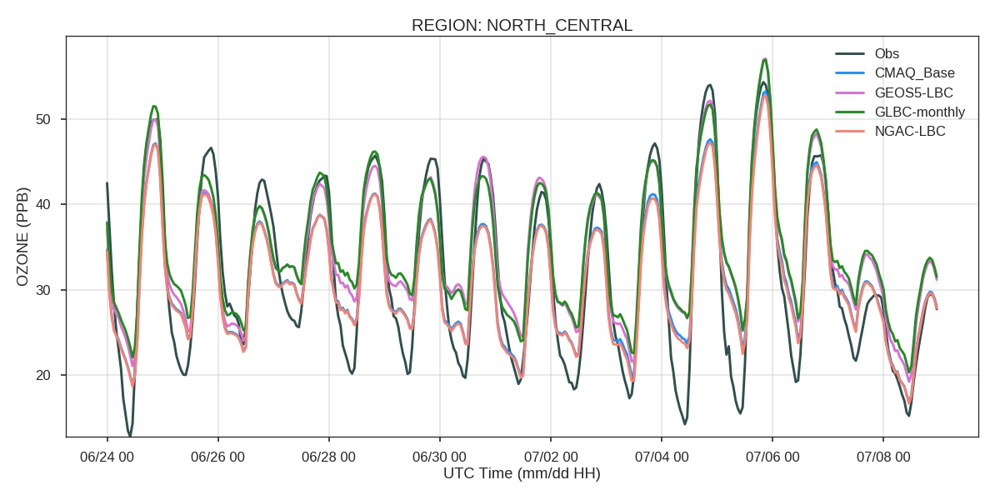 REGION: NORTH_CENTRAL
OZONE (PPB)
50
40
30
20
Obs
CMAQ_Base
GEOS5-LBC
GLBC-monthly
NGAC-LBC
06/24 00 06/26 00 06/28 00 06/30 00 07/02 00 07/04 00 07/06 00 07/08 00
UTC Time (mm/dd HH)